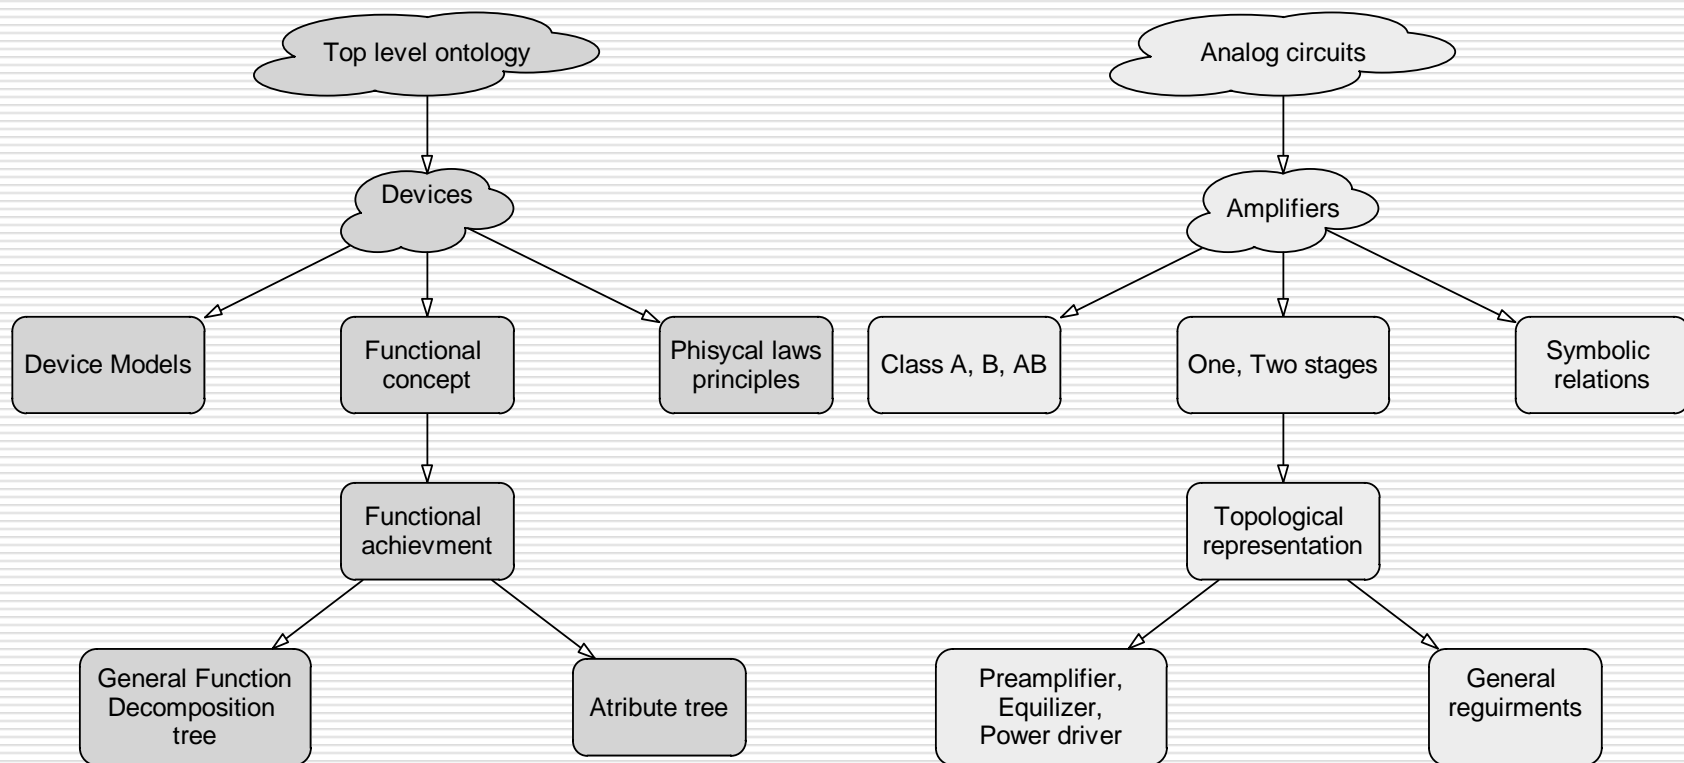 Top level ontology
Analog circuits
Devices
Amplifiers
Device Models
Functional
concept
Phisycal laws
principles
Class A, B, AB
One, Two stages
Symbolic
relations
Functional
achievment
Topological
representation
General Function
Decomposition
tree
Atribute tree
Preamplifier,
Equilizer,
Power driver
General
reguirments